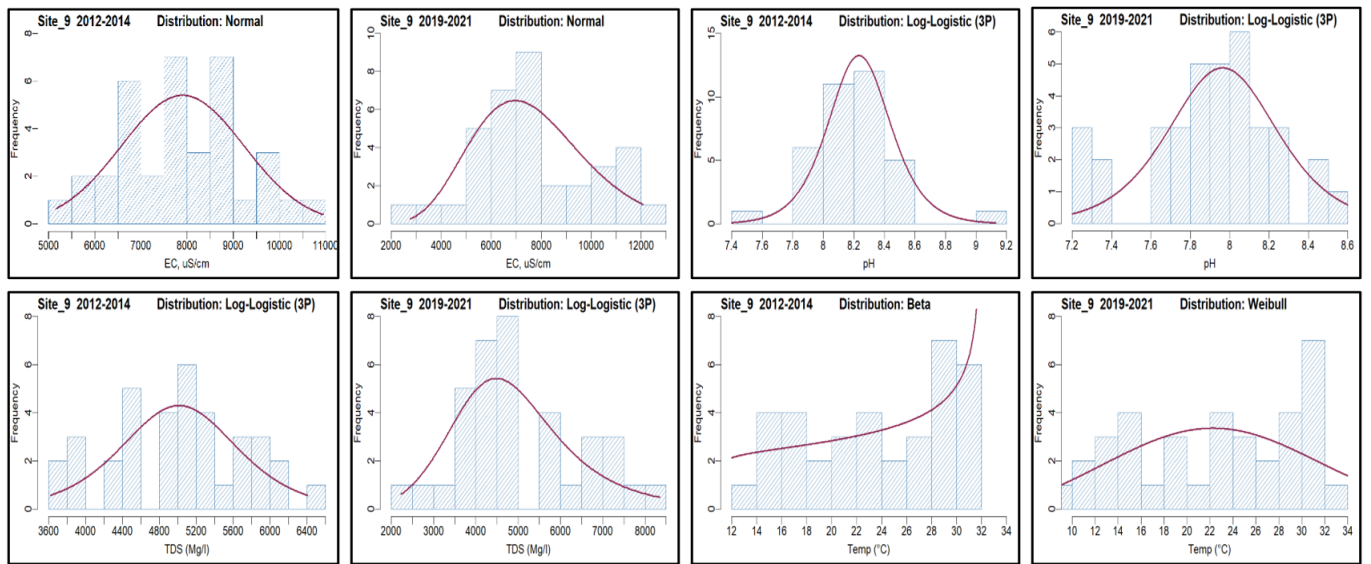 Site_9 2012-2014 Distribution: Normal
8
6
4
2
0
Frequency
5000 6000 7000 8000 9000 10000 11000
EC, uS/cm
Site_9 2019-2021 Distribution: Normal
10
8
6
4
2
0
Frequency
2000 4000 6000 8000 10000 12000
EC, uS/cm
Site_9 2012-2014 Distribution: Log-Logistic (3P)
15
10
5
0
Frequency
7.4 7.6 7.8 8 8.2 8.4 8.6 8.8 9 9.2
pH
Site_9 2019-2021 Distribution: Log-Logistic (3P)
6
5
4
3
2
1
0
Frequency
7.2 7.4 7.6 7.8 8 8.2 8.4 8.6
pH
Site_9 2012-2014 Distribution: Log-Logistic (3P)
8
6
4
2
0
Frequency
3600 4000 4400 4800 5200 5600 6000 6400
TDS (Mg/l)
Site_9 2019-2021 Distribution: Log-Logistic (3P)
8
6
4
2
0
Frequency
2000 3000 4000 5000 6000 7000 8000
TDS (Mg/l)
Site_9 2012-2014 Distribution: Beta
8
6
4
2
0
Frequency
12 14 16 18 20 22 24 26 28 30 32 34
Temp (°C)
Site_9 2019-2021 Distribution: Weibull
8
6
4
2
0
Frequency
10 12 14 16 18 20 22 24 26 28 30 32 34
Temp (°C)